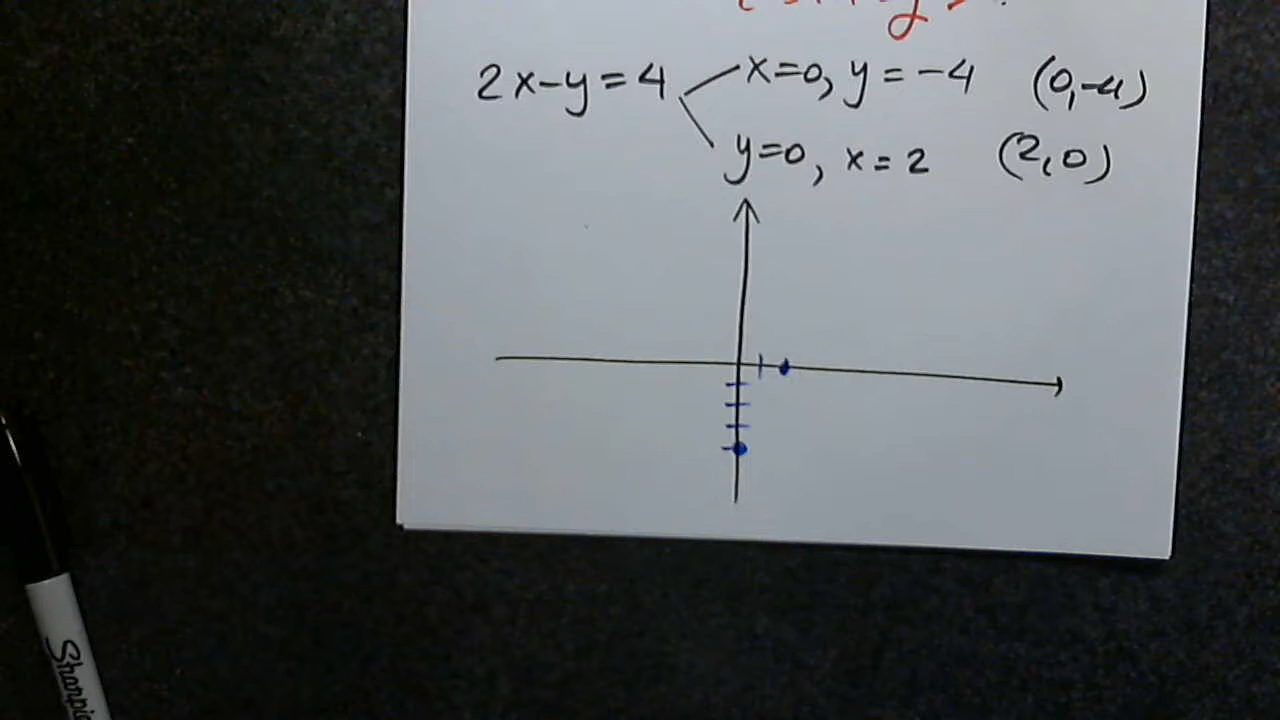 2x-y=4 x=0, y=-4 (0,-4)
y=0, x=2 (2,0)
Sharpie